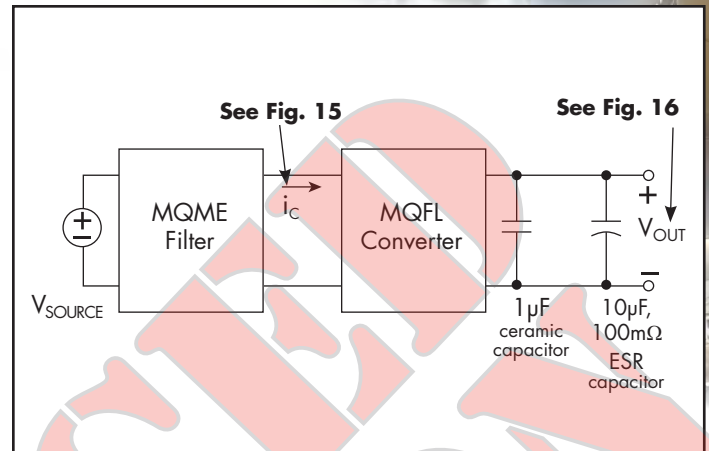 See Fig. 15
See Fig. 16
MQME
Filter
i_C
MQFL
Converter
+
V_OUT
−
V_SOURCE
+
−
1µF
ceramic
capacitor
10µF,
100mΩ
ESR
capacitor